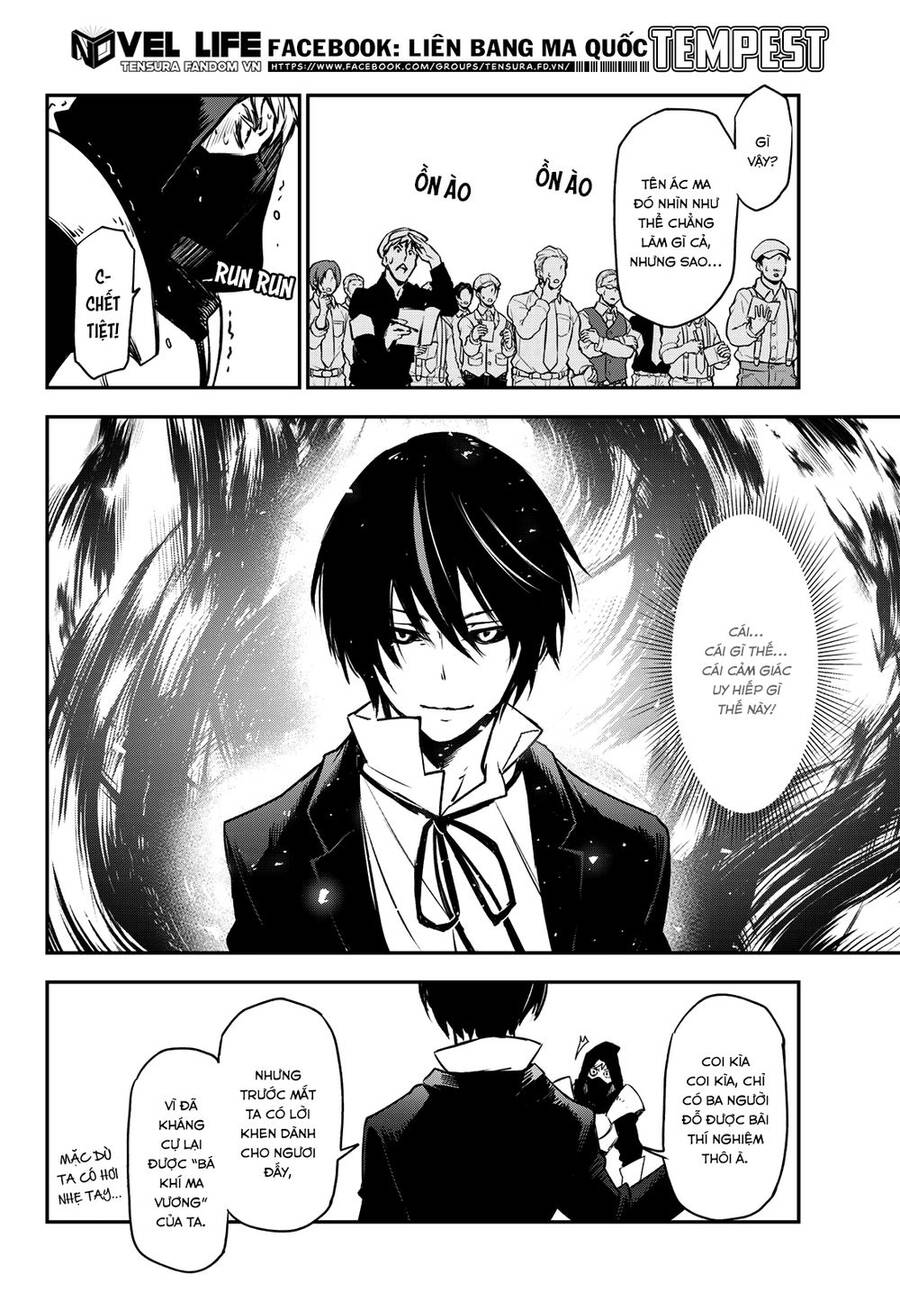 NOVEL LIFE
TENSURA FANDOM VN
FACEBOOK: LIÊN BANG MA QUỐC
HTTPS://WWW.FACEBOOK.COM/GROUPS/TENSURA.FD.VN/
TEMPEST
GÌ
VẬY?
TÊN ÁC MA
ĐÓ NHÌN NHƯ
THỂ CHẲNG
LÀM GÌ CẢ,
NHƯNG SAO...
ỒN ÀO
ỒN ÀO
RUN RUN
C-
CHẾT
TIỆT!
CÁI...
CÁI GÌ THẾ...
CÁI CẢM GIÁC
UY HIẾP GÌ
THẾ NÀY!
COI KÌA
COI KÌA, CHỈ
CÓ BA NGƯỜI
ĐỖ ĐƯỢC BÀI
THÍ NGHIỆM
THÔI À.
NHƯNG
TRƯỚC MẮT
TA CÓ LỜI
KHEN DÀNH
CHO NGƯƠI
ĐẤY,
VÌ ĐÃ
KHÁNG
CỰ LẠI
ĐƯỢC "BÁ
KHÍ MA
VƯƠNG"
CỦA TA.
MẶC DÙ
TA CÓ HƠI
NHẸ TAY...